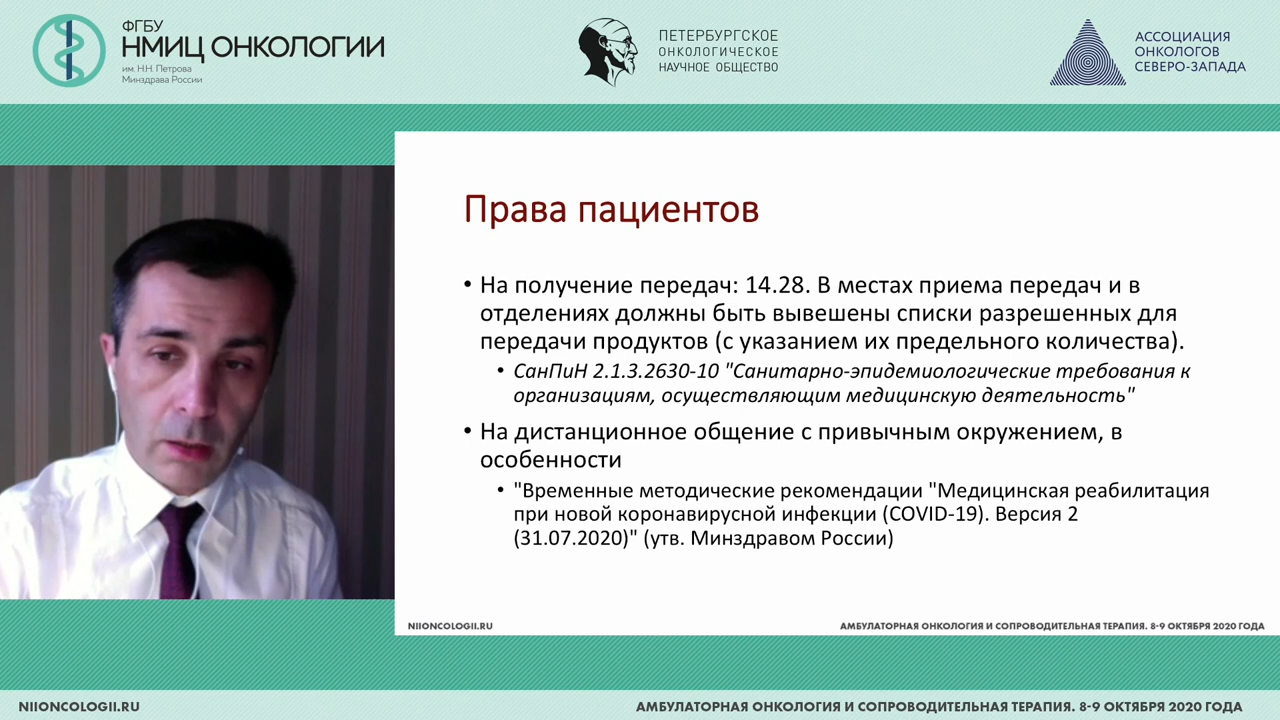 ФГБУ
НМИЦ ОНКОЛОГИИ
им. Н.Н. Петрова
Минздрава России
ПЕТЕРБУРГСКОЕ
ОНКОЛОГИЧЕСКОЕ
НАУЧНОЕ ОБЩЕСТВО
АССОЦИАЦИЯ
ОНКОЛОГОВ
СЕВЕРО-ЗАПАДА
Права пациентов
• На получение передач: 14.28. В местах приема передач и в
отделениях должны быть вывешены списки разрешенных для
передачи продуктов (с указанием их предельного количества).
• СанПиН 2.1.3.2630-10 "Санитарно-эпидемиологические требования к
организациям, осуществляющим медицинскую деятельность"
• На дистанционное общение с привычным окружением, в
особенности
• "Временные методические рекомендации "Медицинская реабилитация
при новой коронавирусной инфекции (COVID-19). Версия 2
(31.07.2020)" (утв. Минздравом России)
NIIONCOLOGII.RU
АМБУЛАТОРНАЯ ОНКОЛОГИЯ И СОПРОВОДИТЕЛЬНАЯ ТЕРАПИЯ. 8-9 ОКТЯБРЯ 2020 ГОДА
NIIONCOLOGII.RU
АМБУЛАТОРНАЯ ОНКОЛОГИЯ И СОПРОВОДИТЕЛЬНАЯ ТЕРАПИЯ. 8-9 ОКТЯБРЯ 2020 ГОДА